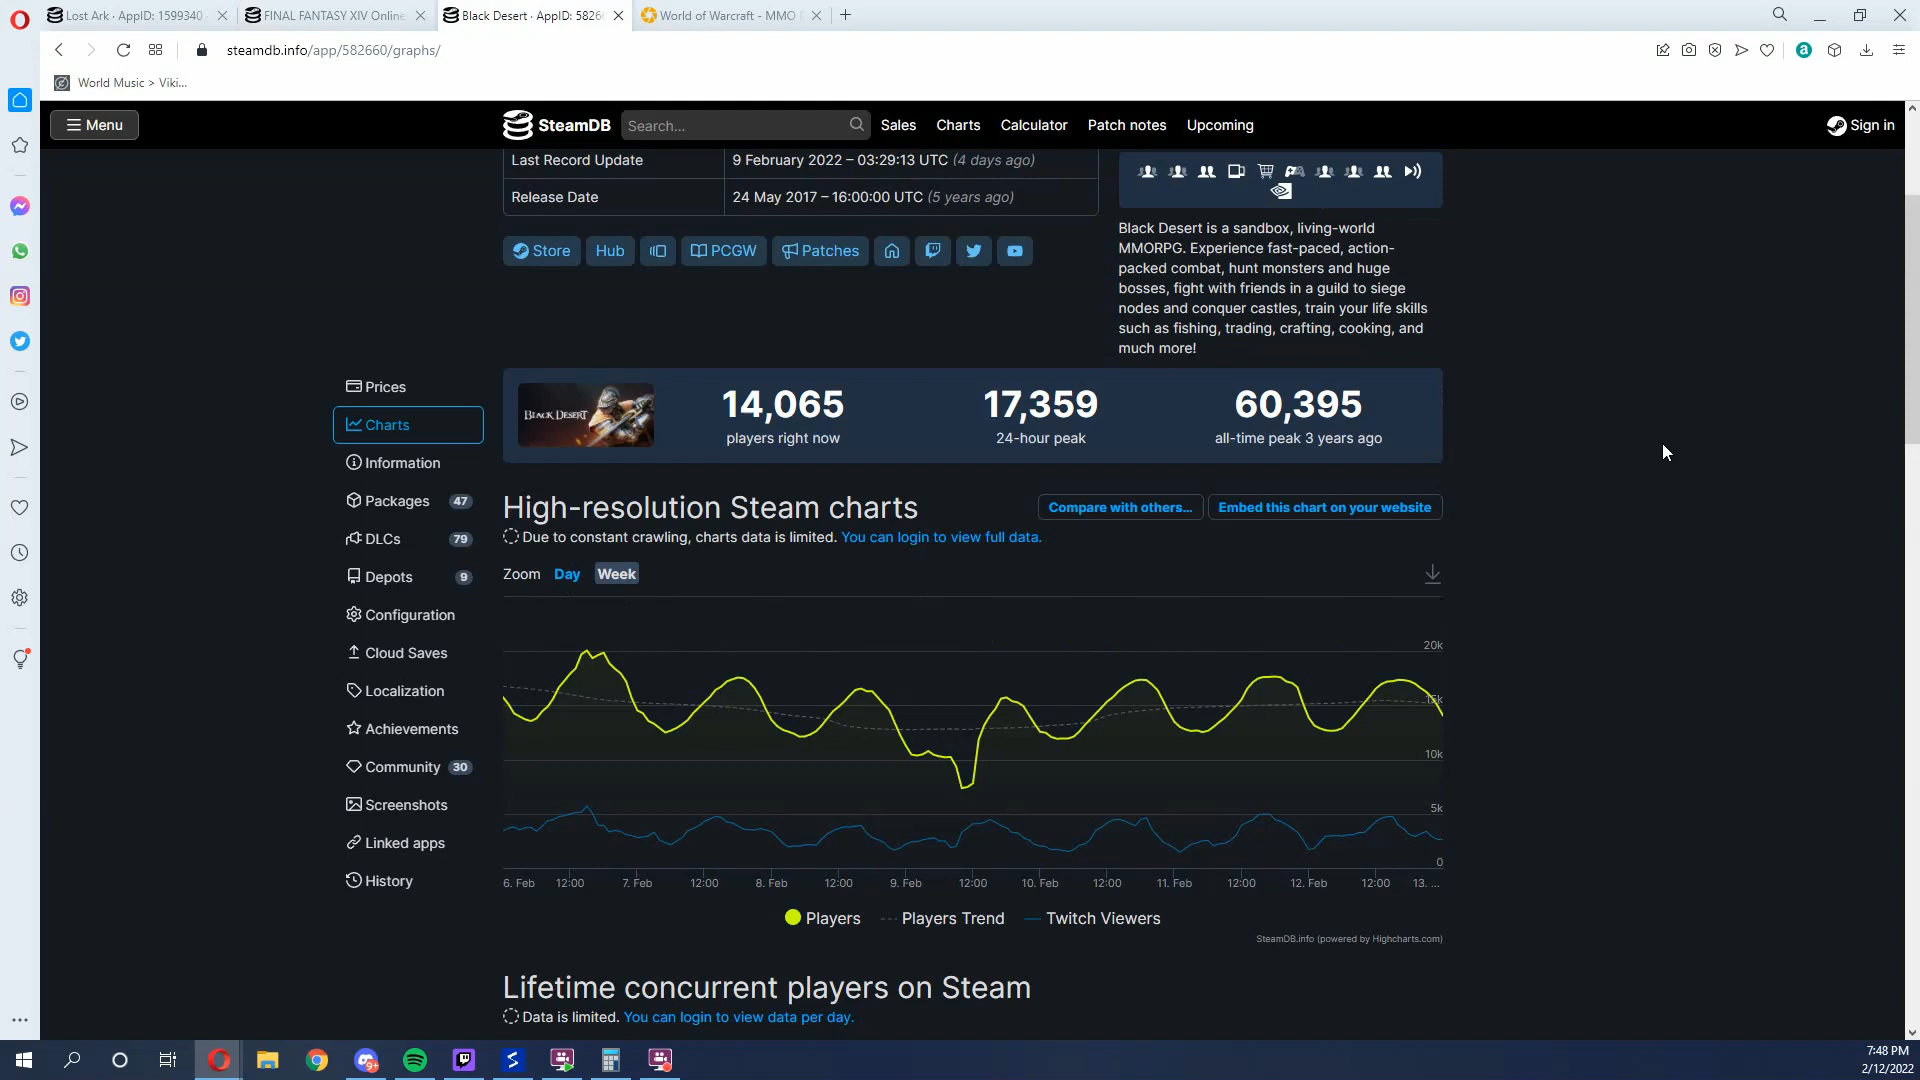 Lost Ark · AppID: 1599340
FINAL FANTASY XIV Online
Black Desert · AppID: 5826
World of Warcraft - MMO
steamdb.info/app/582660/graphs/
World Music > Viki...
Menu
SteamDB
Search...
Sales
Charts
Calculator
Patch notes
Upcoming
Sign in
Last Record Update
9 February 2022 – 03:29:13 UTC (4 days ago)
Release Date
24 May 2017 – 16:00:00 UTC (5 years ago)
Store
Hub
PCGW
Patches
Black Desert is a sandbox, living-world
MMORPG. Experience fast-paced, action-
packed combat, hunt monsters and huge
bosses, fight with friends in a guild to siege
nodes and conquer castles, train your life skills
such as fishing, trading, crafting, cooking, and
much more!
Prices
Charts
Information
Packages 47
DLCs 79
Depots 9
Configuration
Cloud Saves
Localization
Achievements
Community 30
Screenshots
Linked apps
History
BLACK DESERT
14,065
players right now
17,359
24-hour peak
60,395
all-time peak 3 years ago
High-resolution Steam charts
Compare with others...
Embed this chart on your website
Due to constant crawling, charts data is limited. You can login to view full data.
Zoom Day Week
20k
15k
10k
5k
0
6. Feb 12:00 7. Feb 12:00 8. Feb 12:00 9. Feb 12:00 10. Feb 12:00 11. Feb 12:00 12. Feb 12:00 13. ...
Players Players Trend Twitch Viewers
SteamDB.info (powered by Highcharts.com)
Lifetime concurrent players on Steam
Data is limited. You can login to view data per day.
9+
7:48 PM
2/12/2022